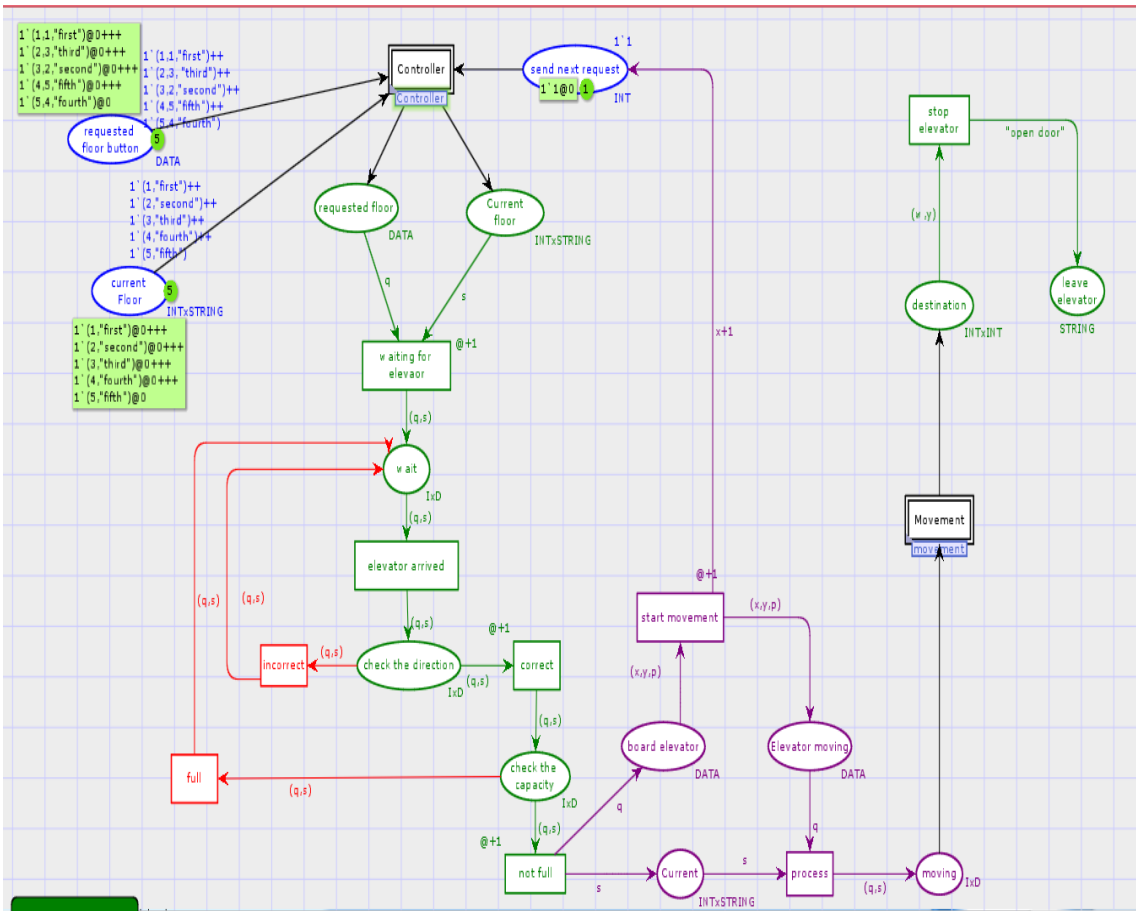 1`(1,1,"first")@0+++
1`(2,3,"third")@0+++
1`(3,2,"second")@0+++
1`(4,5,"fifth")@0+++
1`(5,4,"fourth")@0
1`(1,1,"first")++
1`(2,3, "third")++
1`(3,2,"second")++
1`(4,5,"fifth")++
1`(5,4,"fourth")
requested
floor button
5
DATA
Controller
Controller
1`1
send next request
1`1@0
1
INT
1`(1,"first")++
1`(2,"second")++
1`(3,"third")++
1`(4,"fourth")++
1`(5,"fifth")
current
Floor
5
INTxSTRING
1`(1,"first")@0+++
1`(2,"second")@0+++
1`(3,"third")@0+++
1`(4,"fourth")@0+++
1`(5,"fifth")@0
requested floor
DATA
Current
floor
INTxSTRING
q
s
waiting for
elevaor
@+1
(q,s)
wait
IxD
(q,s)
elevator arrived
(q,s)
check the direction
IxD
(q,s)
incorrect
(q,s)
(q,s)
(q,s)
@+1
correct
(q,s)
check the
capacity
IxD
(q,s)
full
(q,s)
@+1
not full
q
s
board elevator
DATA
(x,y,p)
start movement
@+1
x+1
(x,y,p)
Elevator moving
DATA
q
Current
INTxSTRING
s
process
(q,s)
moving
IxD
Movement
movement
destination
INTxINT
(w,y)
stop
elevator
"open door"
leave
elevator
STRING